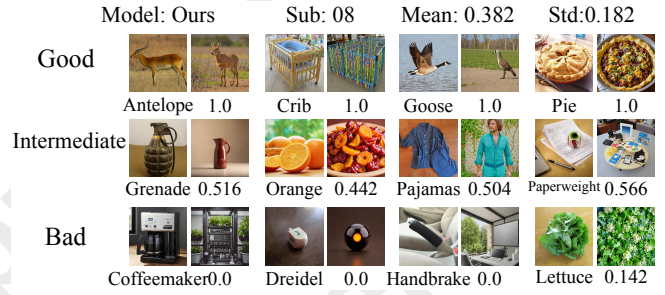 Model: Ours Sub: 08 Mean: 0.382 Std:0.182
Good
Antelope 1.0 Crib 1.0 Goose 1.0 Pie 1.0
Intermediate
Grenade 0.516 Orange 0.442 Pajamas 0.504 Paperweight 0.566
Bad
Coffeemaker0.0 Dreidel 0.0 Handbrake 0.0 Lettuce 0.142